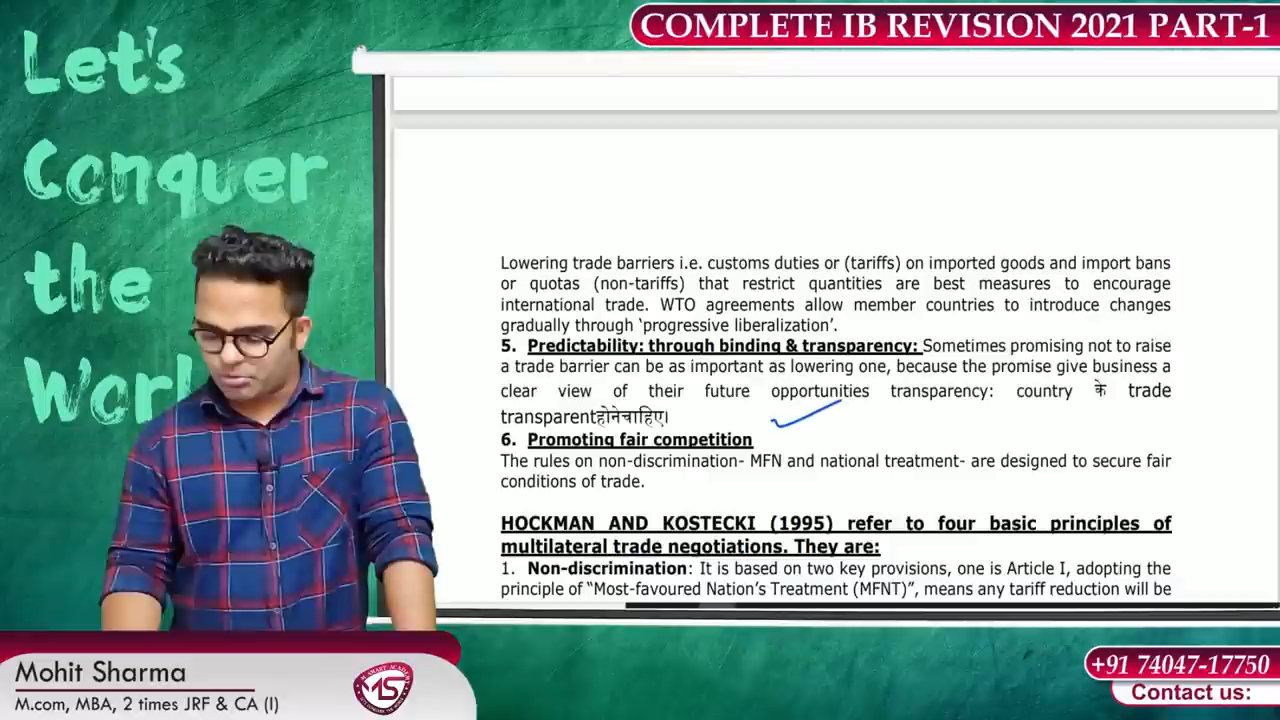 COMPLETE IB REVISION 2021 PART-1
Let's
Conquer
the
Worl
Lowering trade barriers i.e. customs duties or (tariffs) on imported goods and import bans
or quotas (non-tariffs) that restrict quantities are best measures to encourage
international trade. WTO agreements allow member countries to introduce changes
gradually through ‘progressive liberalization’.
5. Predictability: through binding & transparency: Sometimes promising not to raise
a trade barrier can be as important as lowering one, because the promise give business a
clear view of their future opportunities transparency: country के trade
transparentहोनेचाहिए।
6. Promoting fair competition
The rules on non-discrimination- MFN and national treatment- are designed to secure fair
conditions of trade.
HOCKMAN AND KOSTECKI (1995) refer to four basic principles of
multilateral trade negotiations. They are:
1. Non-discrimination: It is based on two key provisions, one is Article I, adopting the
principle of “Most-favoured Nation’s Treatment (MFNT)”, means any tariff reduction will be
Mohit Sharma
M.com, MBA, 2 times JRF & CA (I)
MS
+91 74047-17750
Contact us: